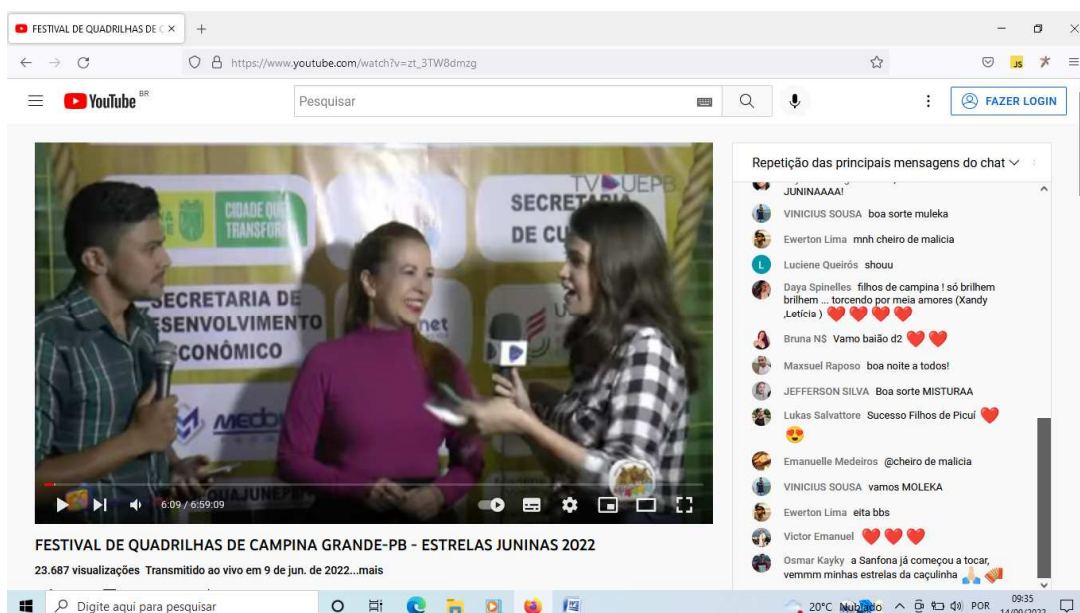 FESTIVAL DE QUADRILHAS DE C
https://www.youtube.com/watch?v=zt_3TW8dmzg
JS
YouTube BR
Pesquisar
FAZER LOGIN
TV UEPB
CIDADE QUE
TRANSFORMA
SECRETARIA
DE CU
SECRETARIA DE
ESENVOLVIMENTO
CONÔMICO
net
U
6:09 / 6:59:09
FESTIVAL DE QUADRILHAS DE CAMPINA GRANDE-PB - ESTRELAS JUNINAS 2022
23.687 visualizações Transmitido ao vivo em 9 de jun. de 2022...mais
Repetição das principais mensagens do chat
JUNINAAAA!
VINICIUS SOUSA boa sorte muleka
Ewerton Lima mnh cheiro de malicia
L Luciene Queirós shouu
Daya Spinelles filhos de campina ! só brilhem
brilhem ... torcendo por meia amores (Xandy
,Letícia ) ❤️ ❤️ ❤️ ❤️
Bruna N$ Vamo baião d2 ❤️ ❤️
Maxsuel Raposo boa noite a todos!
JEFFERSON SILVA Boa sorte MISTURAA
Lukas Salvattore Sucesso Filhos de Picuí ❤️
😍
Emanuelle Medeiros @cheiro de malicia
VINICIUS SOUSA vamos MOLEKA
Ewerton Lima eita bbs
Victor Emanuel ❤️ ❤️ ❤️
Osmar Kayky a Sanfona já começou a tocar,
vemmm minhas estrelas da caçulinha 🙏 🪗
Digite aqui para pesquisar
20°C Nublado
POR
09:35
14/09/2022